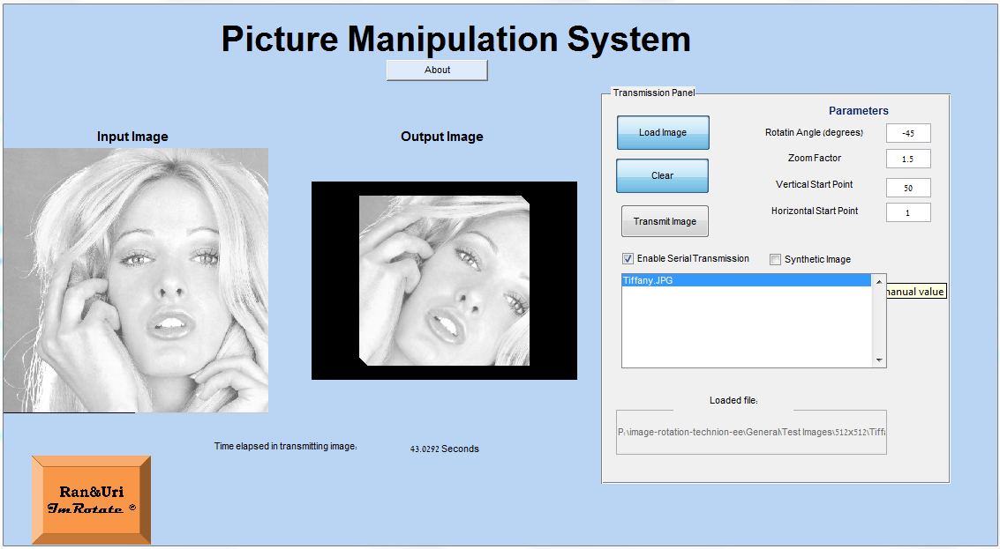 Picture Manipulation System
About
Transmission Panel
Input Image
Output Image
Load Image
Clear
Transmit Image
Parameters
Rotatin Angle (degrees) -45
Zoom Factor 1.5
Vertical Start Point 50
Horizontal Start Point 1
Enable Serial Transmission
Synthetic Image
Tiffany.JPG
value
Loaded file:
P:\image-rotation-technion-ee\General\Test Images\512x512\Tiffa
Time elapsed in transmitting image:
43.0292 Seconds
Ran&Uri
ImRotate ©